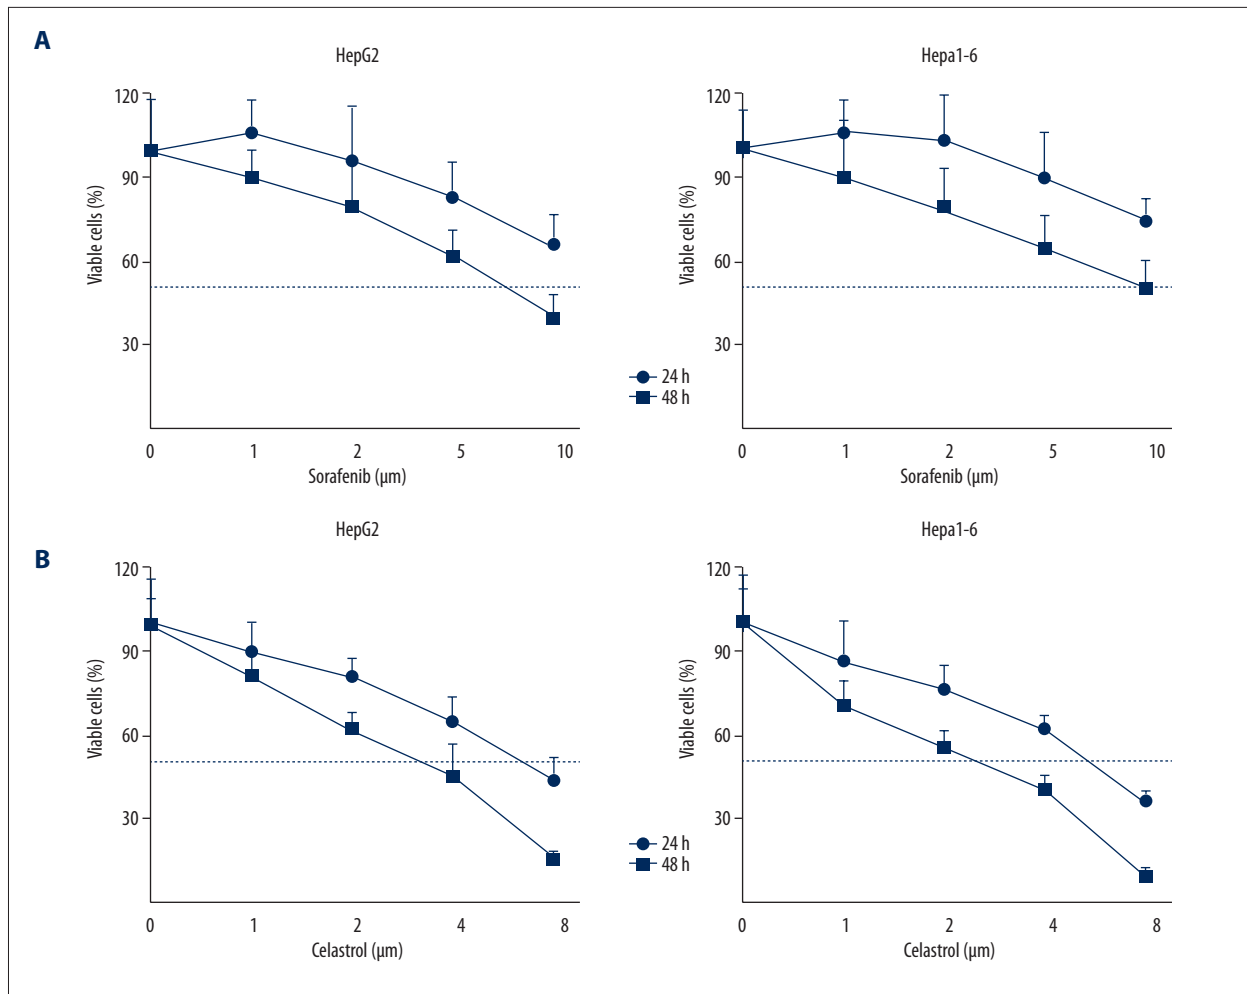 A
HepG2
Hepa1-6
120
90
60
30
Viable cells (%)
0 1 2 5 10
Sorafenib (µm)
120
90
60
30
Viable cells (%)
0 1 2 5 10
Sorafenib (µm)
24 h
48 h
B
HepG2
Hepa1-6
120
90
60
30
Viable cells (%)
0 1 2 4 8
Celastrol (µm)
120
90
60
30
Viable cells (%)
0 1 2 4 8
Celastrol (µm)
24 h
48 h